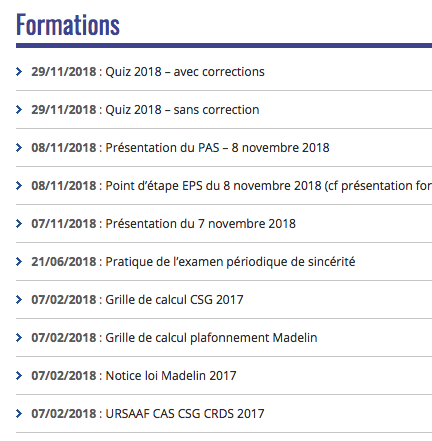 Formations
29/11/2018 : Quiz 2018 – avec corrections
29/11/2018 : Quiz 2018 – sans correction
08/11/2018 : Présentation du PAS – 8 novembre 2018
08/11/2018 : Point d’étape EPS du 8 novembre 2018 (cf présentation for
07/11/2018 : Présentation du 7 novembre 2018
21/06/2018 : Pratique de l’examen périodique de sincérité
07/02/2018 : Grille de calcul CSG 2017
07/02/2018 : Grille de calcul plafonnement Madelin
07/02/2018 : Notice loi Madelin 2017
07/02/2018 : URSAAF CAS CSG CRDS 2017